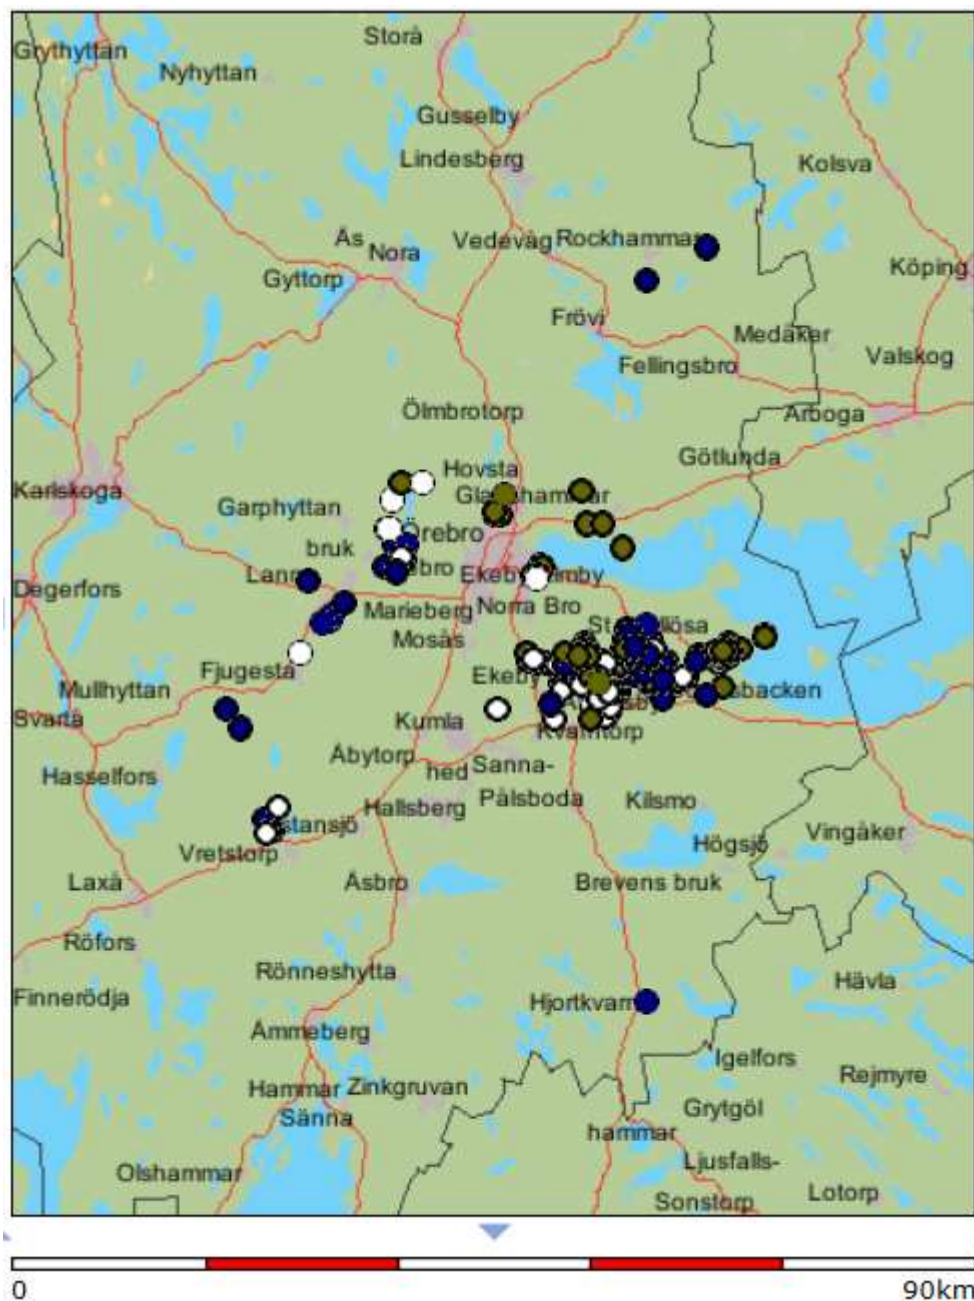 Storå
Grythyttan
Nyhyttan
Gusselby
Lindesberg
Kolsva
Ås
Nora
Vedevåg
Rockhammar
Köping
Gyttorp
Frövi
Medåker
Valskog
Fellingsbro
Ölmbrotorp
Arboga
Götlunda
Hovsta
Karlskoga
Garphyttan
bruk
Degerfors
Marieberg
Norra Bro
Mosås
Fjugesta
Ekeby
Mullhyttan
Svartå
Kumla
Åbytorp
Sanna-
hed
Hasselfors
Hallsberg
Pålsboda
Kilsmo
Vingåker
Högsjö
Vretstorp
Laxå
Åsbro
Brevens bruk
Röfors
Rönneshytta
Hävla
Finnerödja
Hjortkvarn
Åmmeberg
Igelfors
Rejmyre
Hammar
Zinkgruvan
Sänna
Grytgöl
hammar
Ljusfalls-
Olshammar
Sonstorp
Lotorp
0
90km